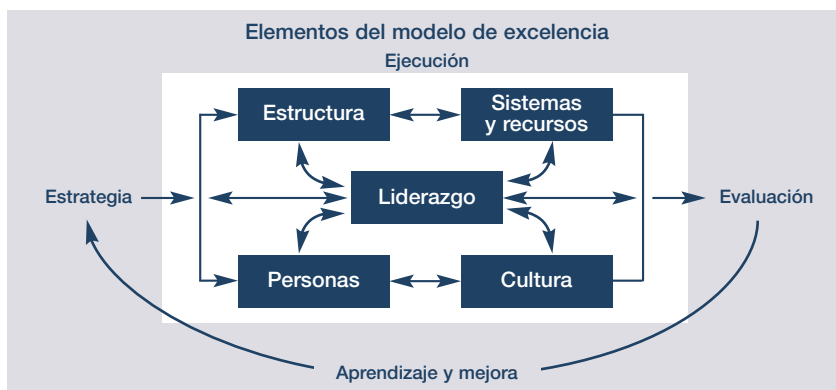 Elementos del modelo de excelencia
Ejecución
Estructura
Sistemas
y recursos
Estrategia
Liderazgo
Evaluación
Personas
Cultura
Aprendizaje y mejora